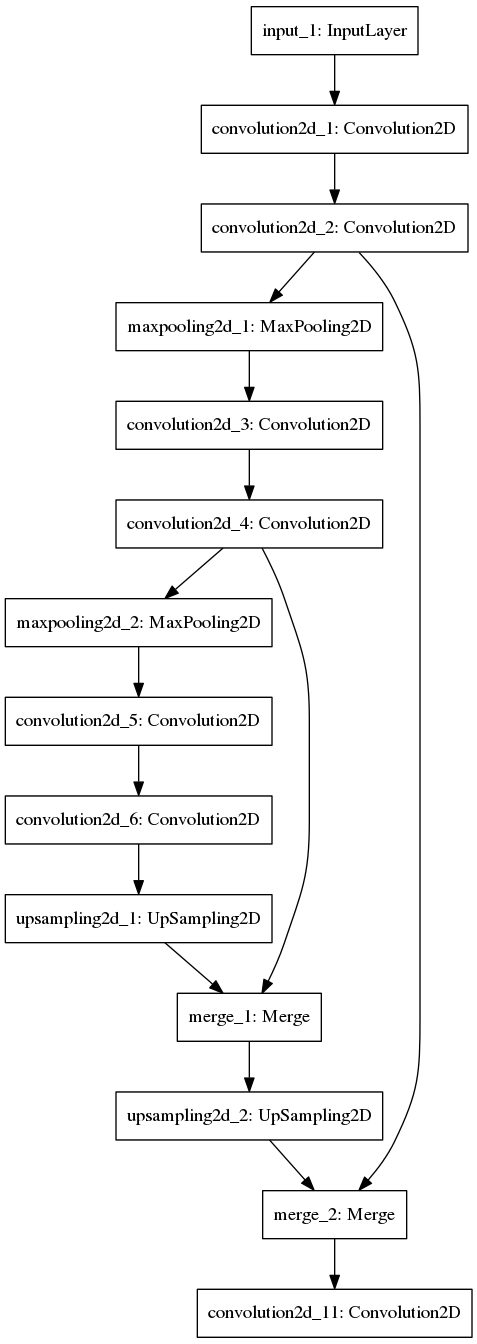 input_1: InputLayer
convolution2d_1: Convolution2D
convolution2d_2: Convolution2D
maxpooling2d_1: MaxPooling2D
convolution2d_3: Convolution2D
convolution2d_4: Convolution2D
maxpooling2d_2: MaxPooling2D
convolution2d_5: Convolution2D
convolution2d_6: Convolution2D
upsampling2d_1: UpSampling2D
merge_1: Merge
upsampling2d_2: UpSampling2D
merge_2: Merge
convolution2d_11: Convolution2D